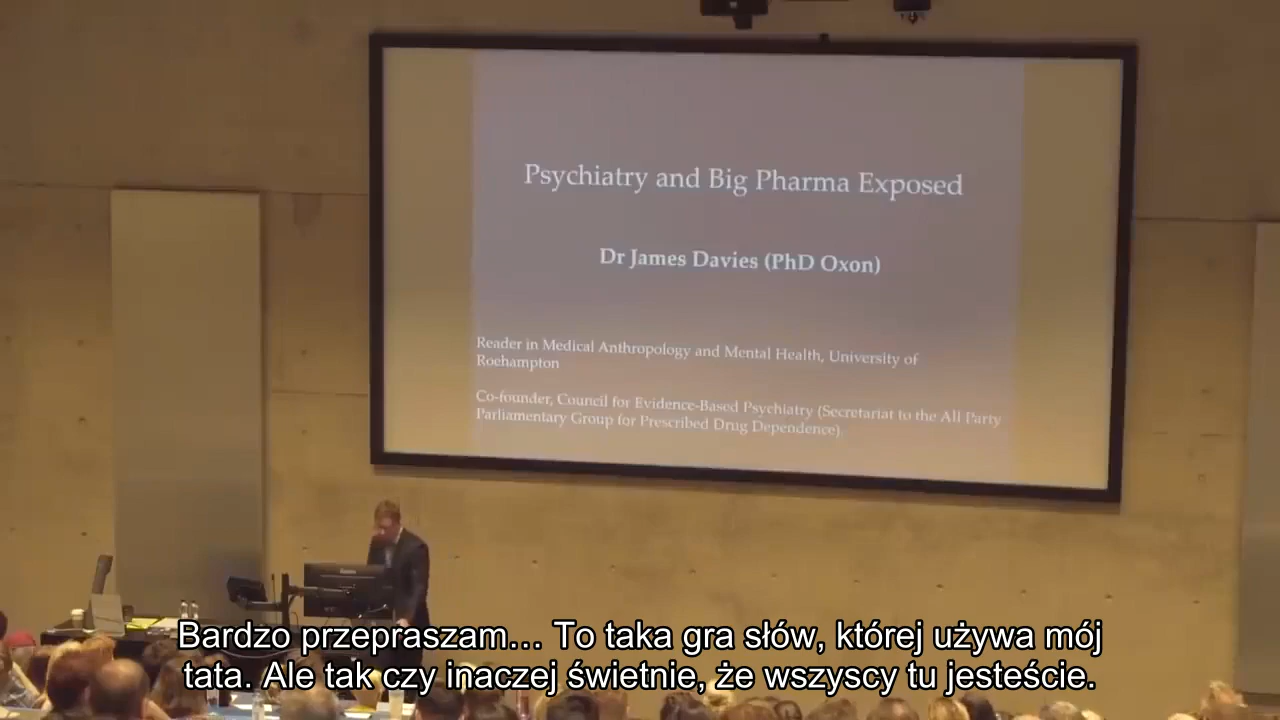 Psychiatry and Big Pharma Exposed
Dr James Davies (PhD Oxon)
Reader in Medical Anthropology and Mental Health, University of
Roehampton
Co-founder, Council for Evidence-Based Psychiatry (Secretariat to the All Party
Parliamentary Group for Prescribed Drug Dependence).
Bardzo przepraszam... To taka gra słów, której używa mój
tata. Ale tak czy inaczej świetnie, że wszyscy tu jesteście.